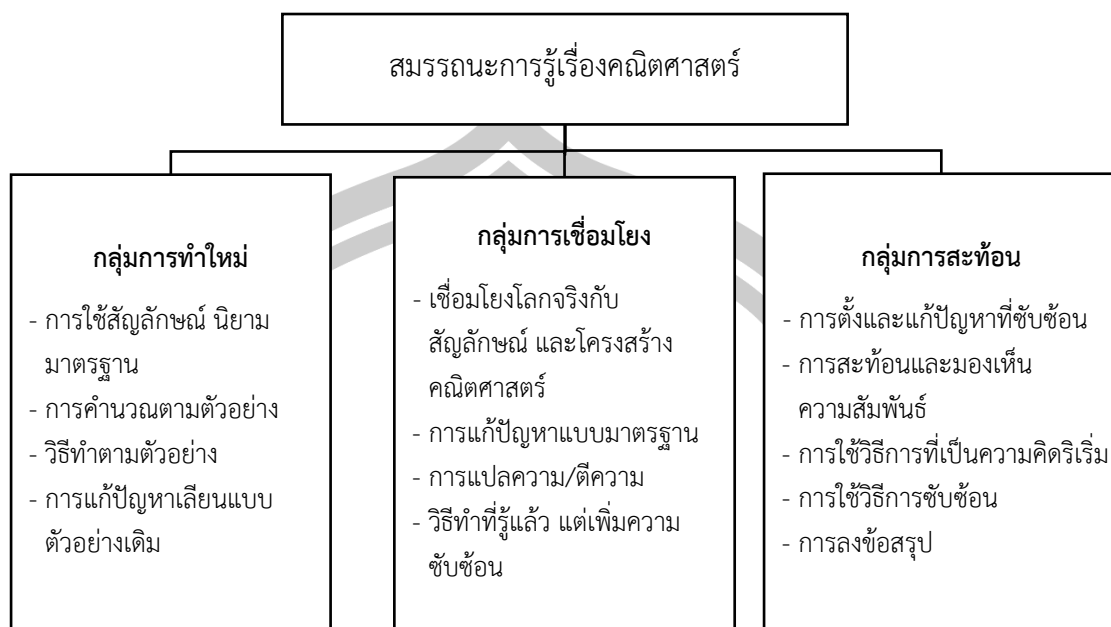 สมรรถนะการรู้เรื่องคณิตศาสตร์
กลุ่มการทำใหม่
- การใช้สัญลักษณ์ นิยาม
มาตรฐาน
- การคำนวณตามตัวอย่าง
- วิธีทำตามตัวอย่าง
- การแก้ปัญหาเลียนแบบ
ตัวอย่างเดิม
กลุ่มการเชื่อมโยง
- เชื่อมโยงโลกจริงกับ
สัญลักษณ์ และโครงสร้าง
คณิตศาสตร์
- การแก้ปัญหาแบบมาตรฐาน
- การแปลความ/ตีความ
- วิธีทำที่รู้แล้ว แต่เพิ่มความ
ซับซ้อน
กลุ่มการสะท้อน
- การตั้งและแก้ปัญหาที่ซับซ้อน
- การสะท้อนและมองเห็น
ความสัมพันธ์
- การใช้วิธีการที่เป็นความคิดริเริ่ม
- การใช้วิธีการซับซ้อน
- การลงข้อสรุป